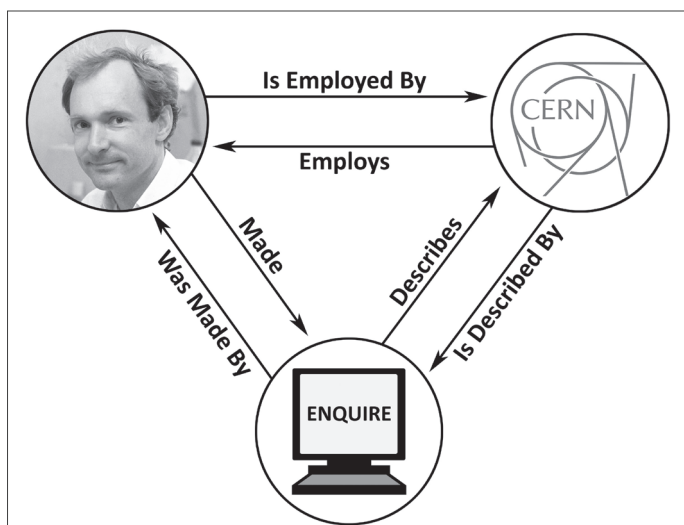 Is Employed By
CERN
Employs
Made
Was Made By
Describes
Is Described By
ENQUIRE